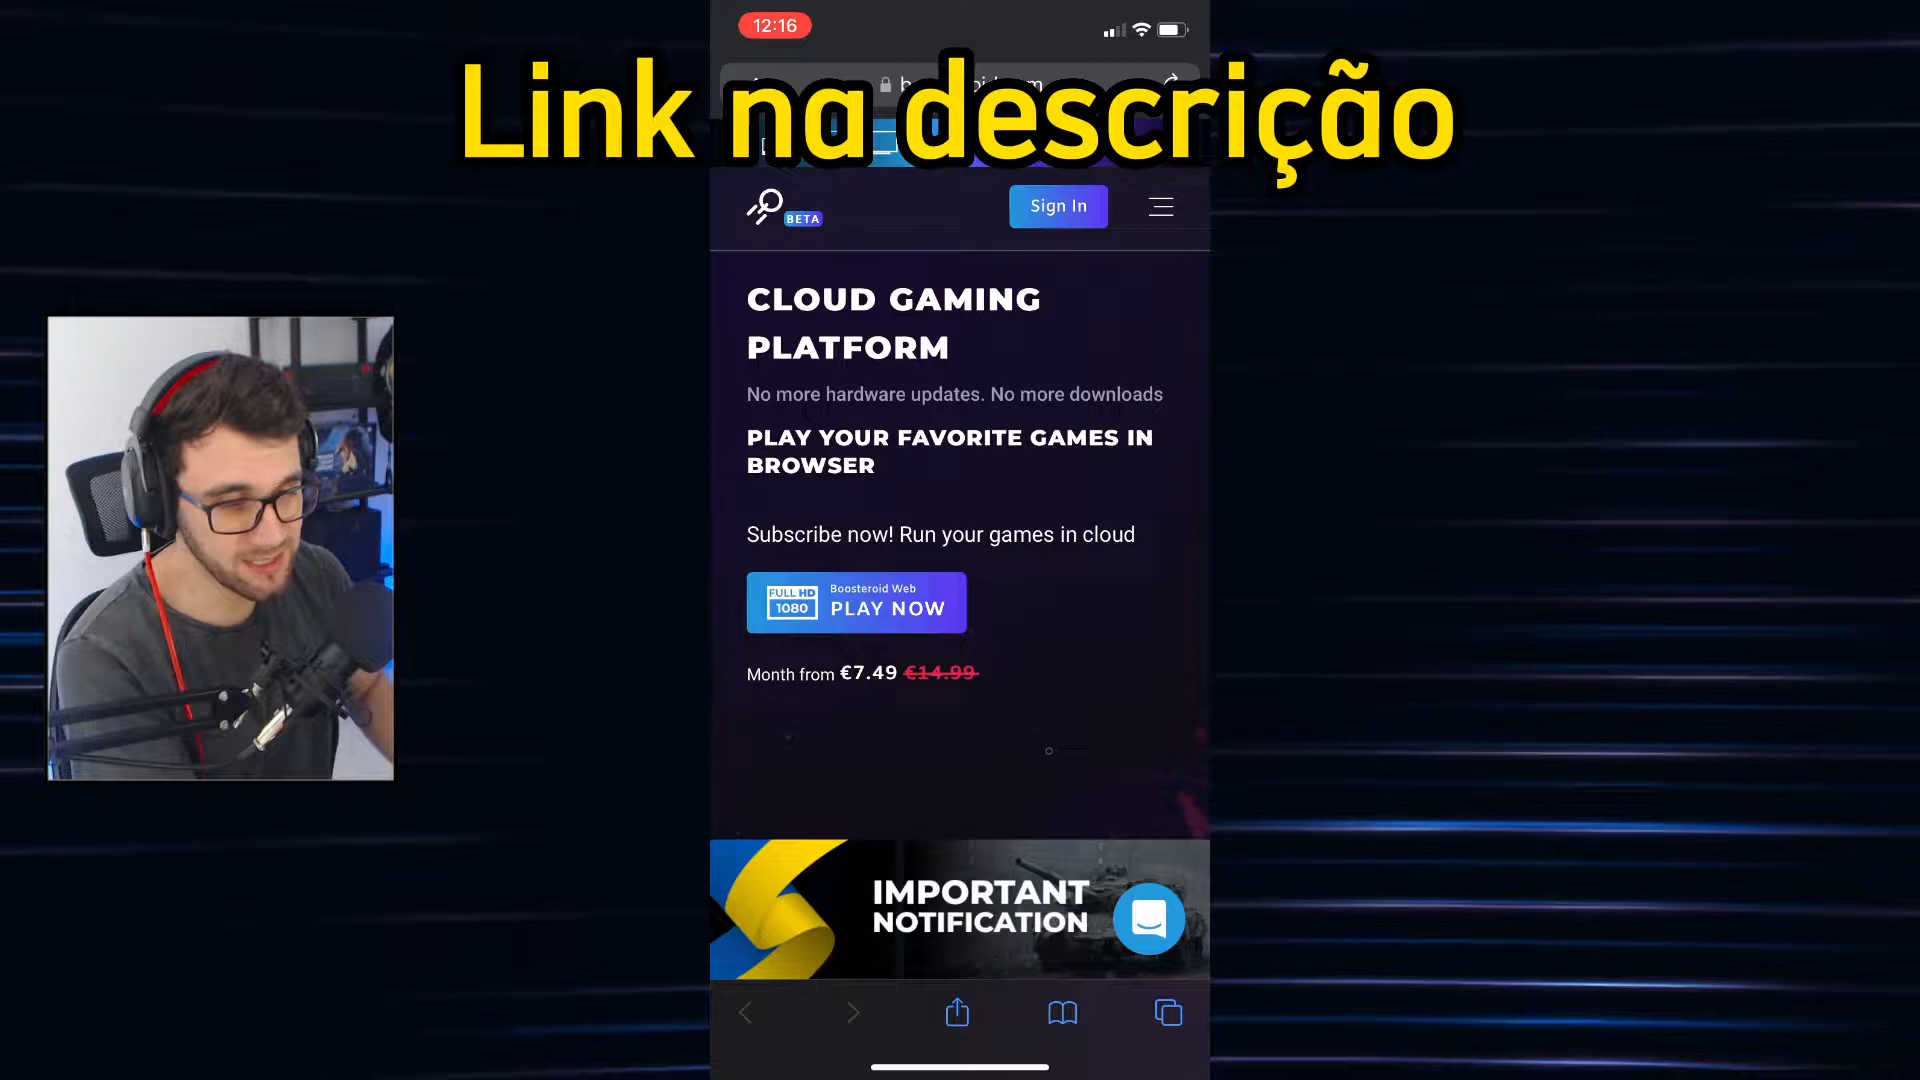 12:16
Link na descrição
BETA
Sign In
CLOUD GAMING
PLATFORM
No more hardware updates. No more downloads
PLAY YOUR FAVORITE GAMES IN
BROWSER
Subscribe now! Run your games in cloud
FULL HD
1080
Boosteroid Web
PLAY NOW
Month from €7.49 €14.99
IMPORTANT
NOTIFICATION